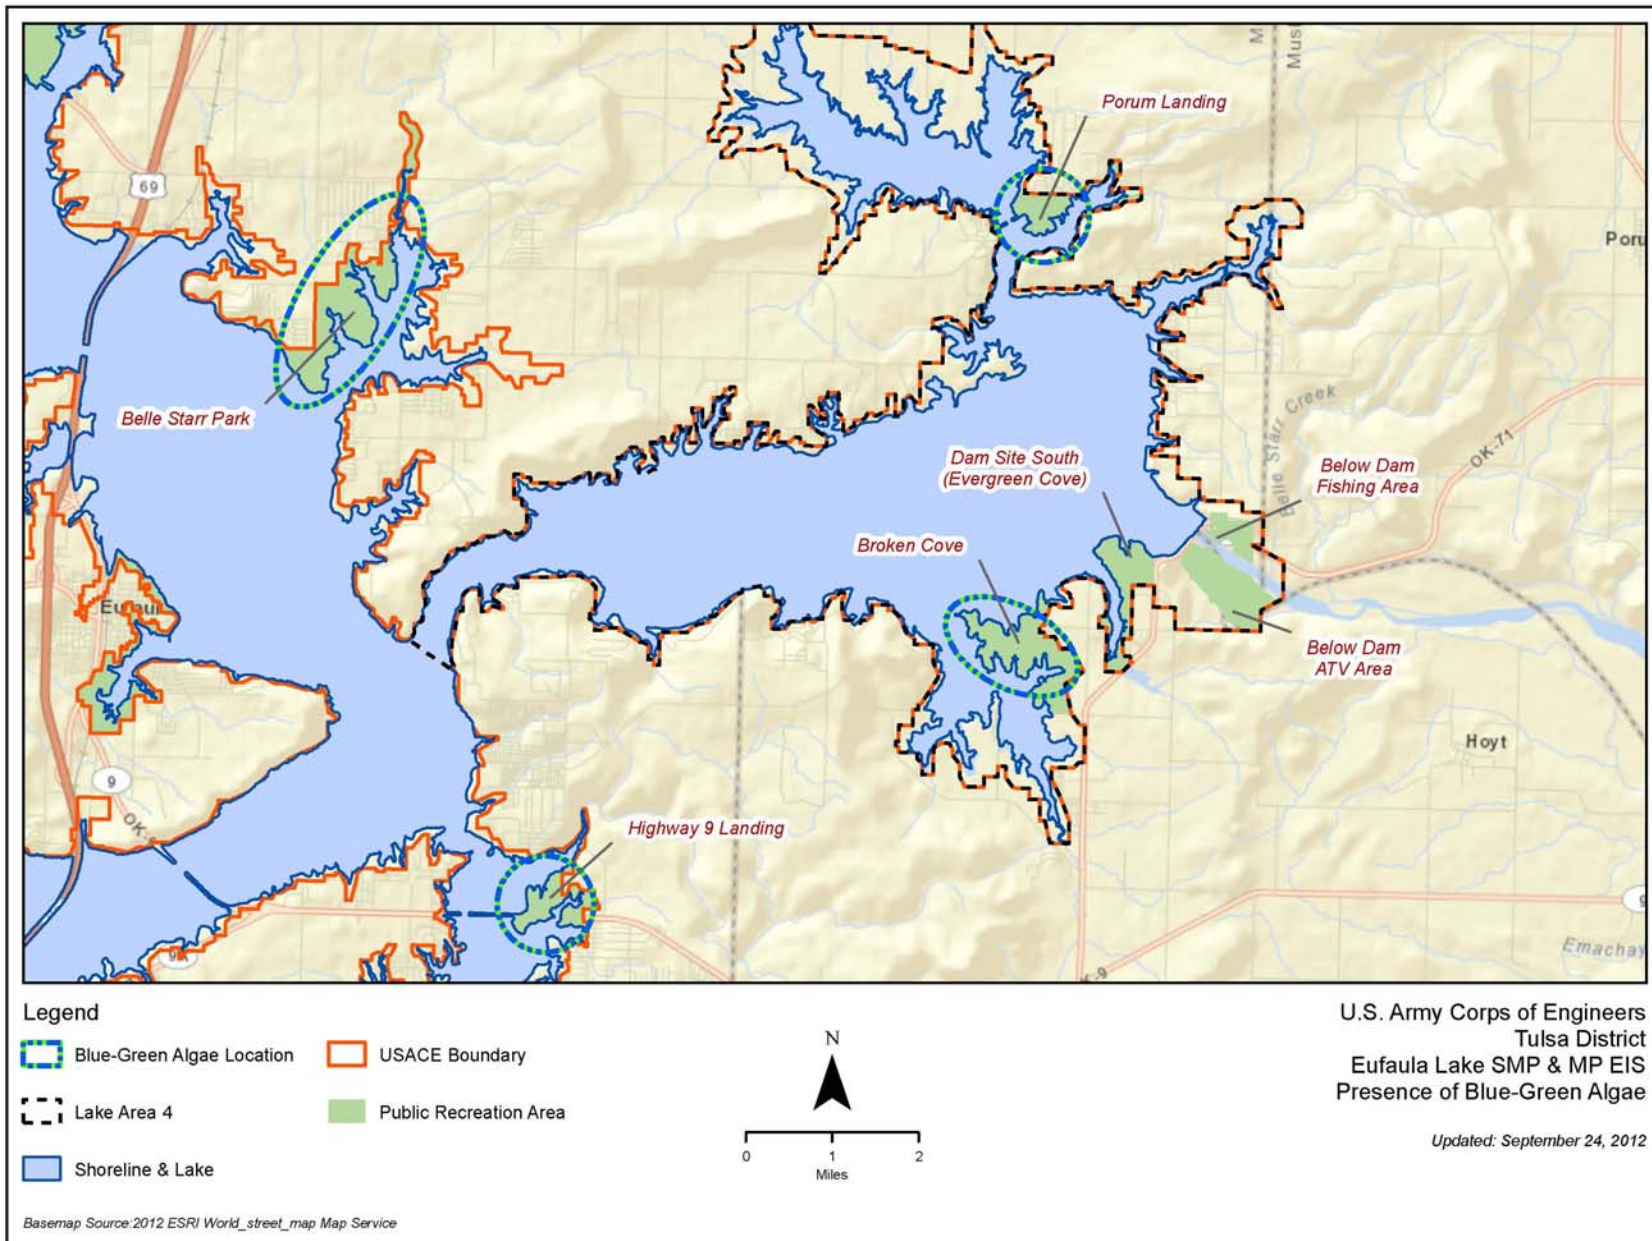 Porum Landing
69
Belle Starr Park
Dam Site South
(Evergreen Cove)
Below Dam
Fishing Area
Belle Starr Creek
OK-71
Broken Cove
Below Dam
ATV Area
Hoyt
9
Highway 9 Landing
Legend
Blue-Green Algae Location
USACE Boundary
Lake Area 4
Public Recreation Area
Shoreline & Lake
N
0 1 2
Miles
U.S. Army Corps of Engineers
Tulsa District
Eufaula Lake SMP & MP EIS
Presence of Blue-Green Algae
Updated: September 24, 2012
Basemap Source:2012 ESRI World_street_map Map Service